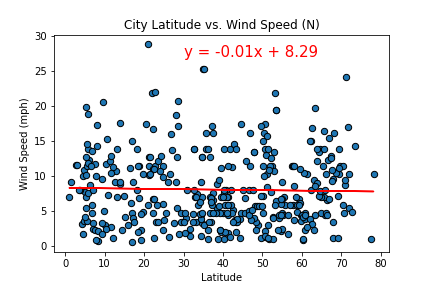 City Latitude vs. Wind Speed (N)
y = -0.01x + 8.29
Wind Speed (mph)
30
25
20
15
10
5
0
0 10 20 30 40 50 60 70 80
Latitude